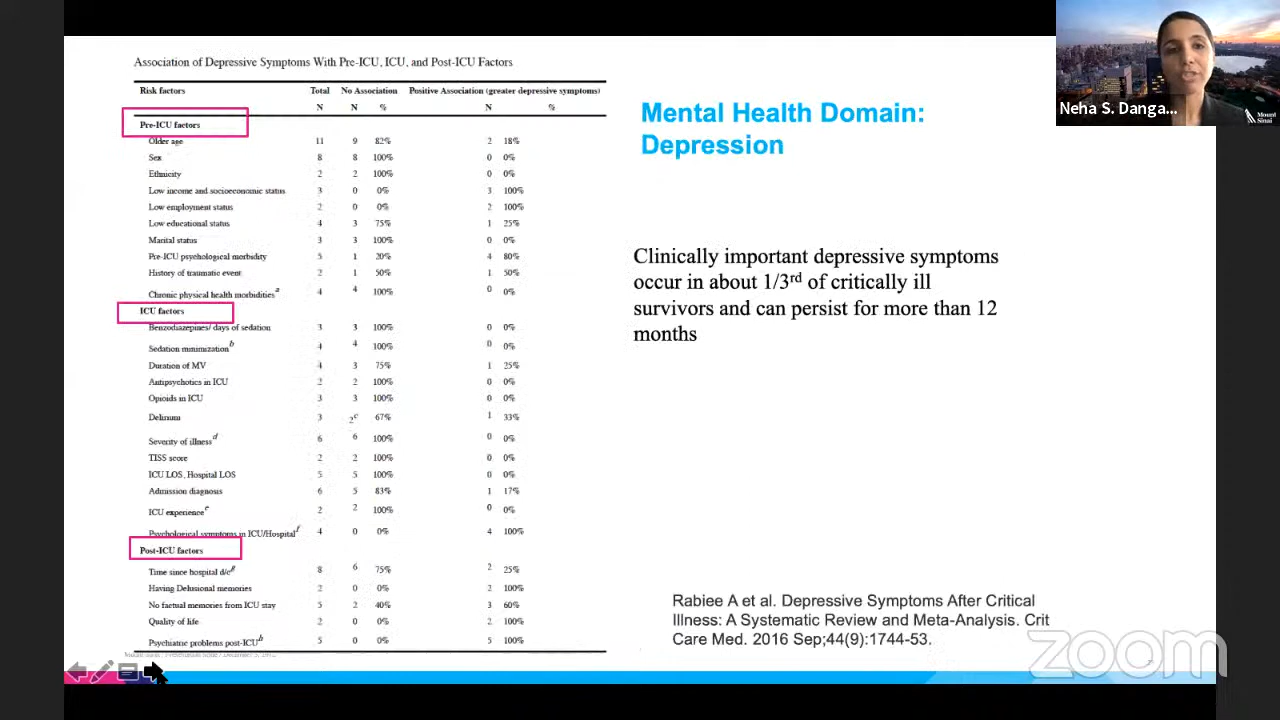 Association of Depressive Symptoms With Pre-ICU, ICU, and Post-ICU Factors
Risk factors Total No Association Positive Association (greater depressive symptoms)
N N % N %
Pre-ICU factors
Older age 11 9 82% 2 18%
Sex 8 8 100% 0 0%
Ethnicity 2 2 100% 0 0%
Low income and socioeconomic status 3 0 0% 3 100%
Low employment status 2 0 0% 2 100%
Low educational status 4 3 75% 1 25%
Marital status 3 3 100% 0 0%
Pre-ICU psychological morbidity 5 1 20% 4 80%
History of traumatic event 2 1 50% 1 50%
Chronic physical health morbidities a 4 4 100% 0 0%
ICU factors
Benzodiazepines/ days of sedation 3 3 100% 0 0%
Sedation minimization b 4 4 100% 0 0%
Duration of MV 4 3 75% 1 25%
Antipsychotics in ICU 2 2 100% 0 0%
Opioids in ICU 3 3 100% 0 0%
Delirium 3 2 c 67% 1 33%
Severity of illness d 6 6 100% 0 0%
TISS score 2 2 100% 0 0%
ICU LOS, Hospital LOS 5 5 100% 0 0%
Admission diagnosis 6 5 83% 1 17%
ICU experience e 2 2 100% 0 0%
Psychological symptoms in ICU/Hospital f 4 0 0% 4 100%
Post-ICU factors
Time since hospital d/c g 8 6 75% 2 25%
Having Delusional memories 2 0 0% 2 100%
No factual memories from ICU stay 5 2 40% 3 60%
Quality of life 2 0 0% 2 100%
Psychiatric problems post-ICU h 5 0 0% 5 100%
Mental Health Domain:
Depression
Clinically important depressive symptoms
occur in about 1/3rd of critically ill
survivors and can persist for more than 12
months
Rabiee A et al. Depressive Symptoms After Critical
Illness: A Systematic Review and Meta-Analysis. Crit
Care Med. 2016 Sep;44(9):1744-53.
Neha S. Danga...
Mount
Sinai
zoom